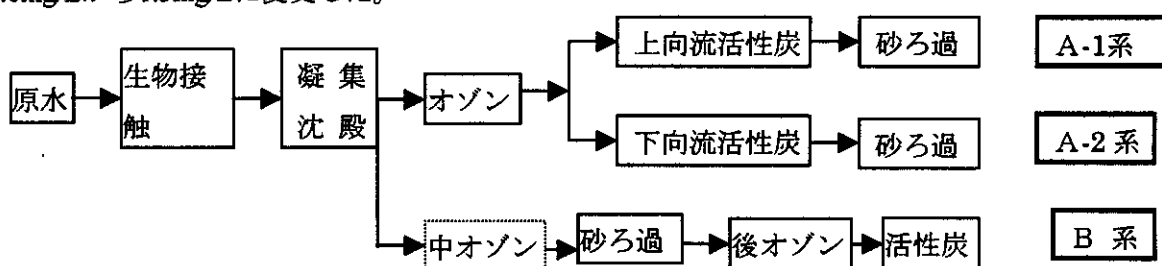 上向流活性炭 砂ろ過 A-1系
原水 生物接触 凝集沈殿 オゾン
下向流活性炭 砂ろ過 A-2系
中オゾン 砂ろ過 後オゾン 活性炭 B 系